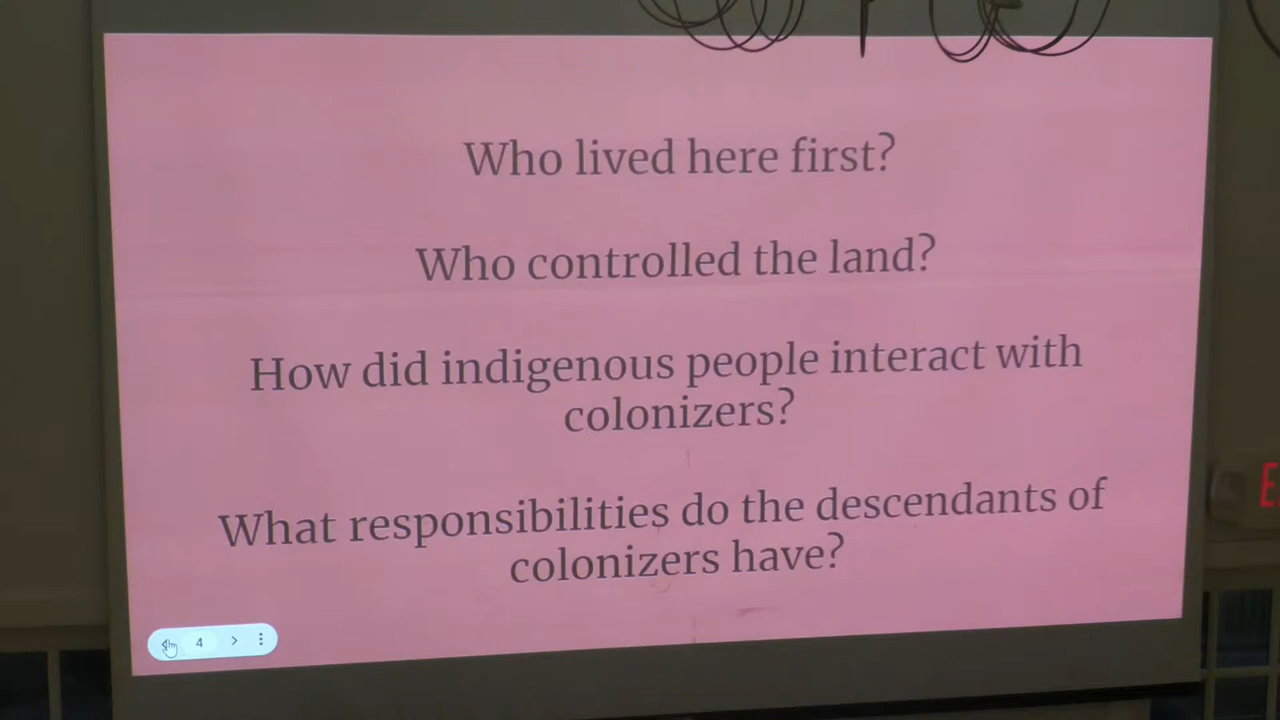 Who lived here first?
Who controlled the land?
How did indigenous people interact with
colonizers?
What responsibilities do the descendants of
colonizers have?
4
E